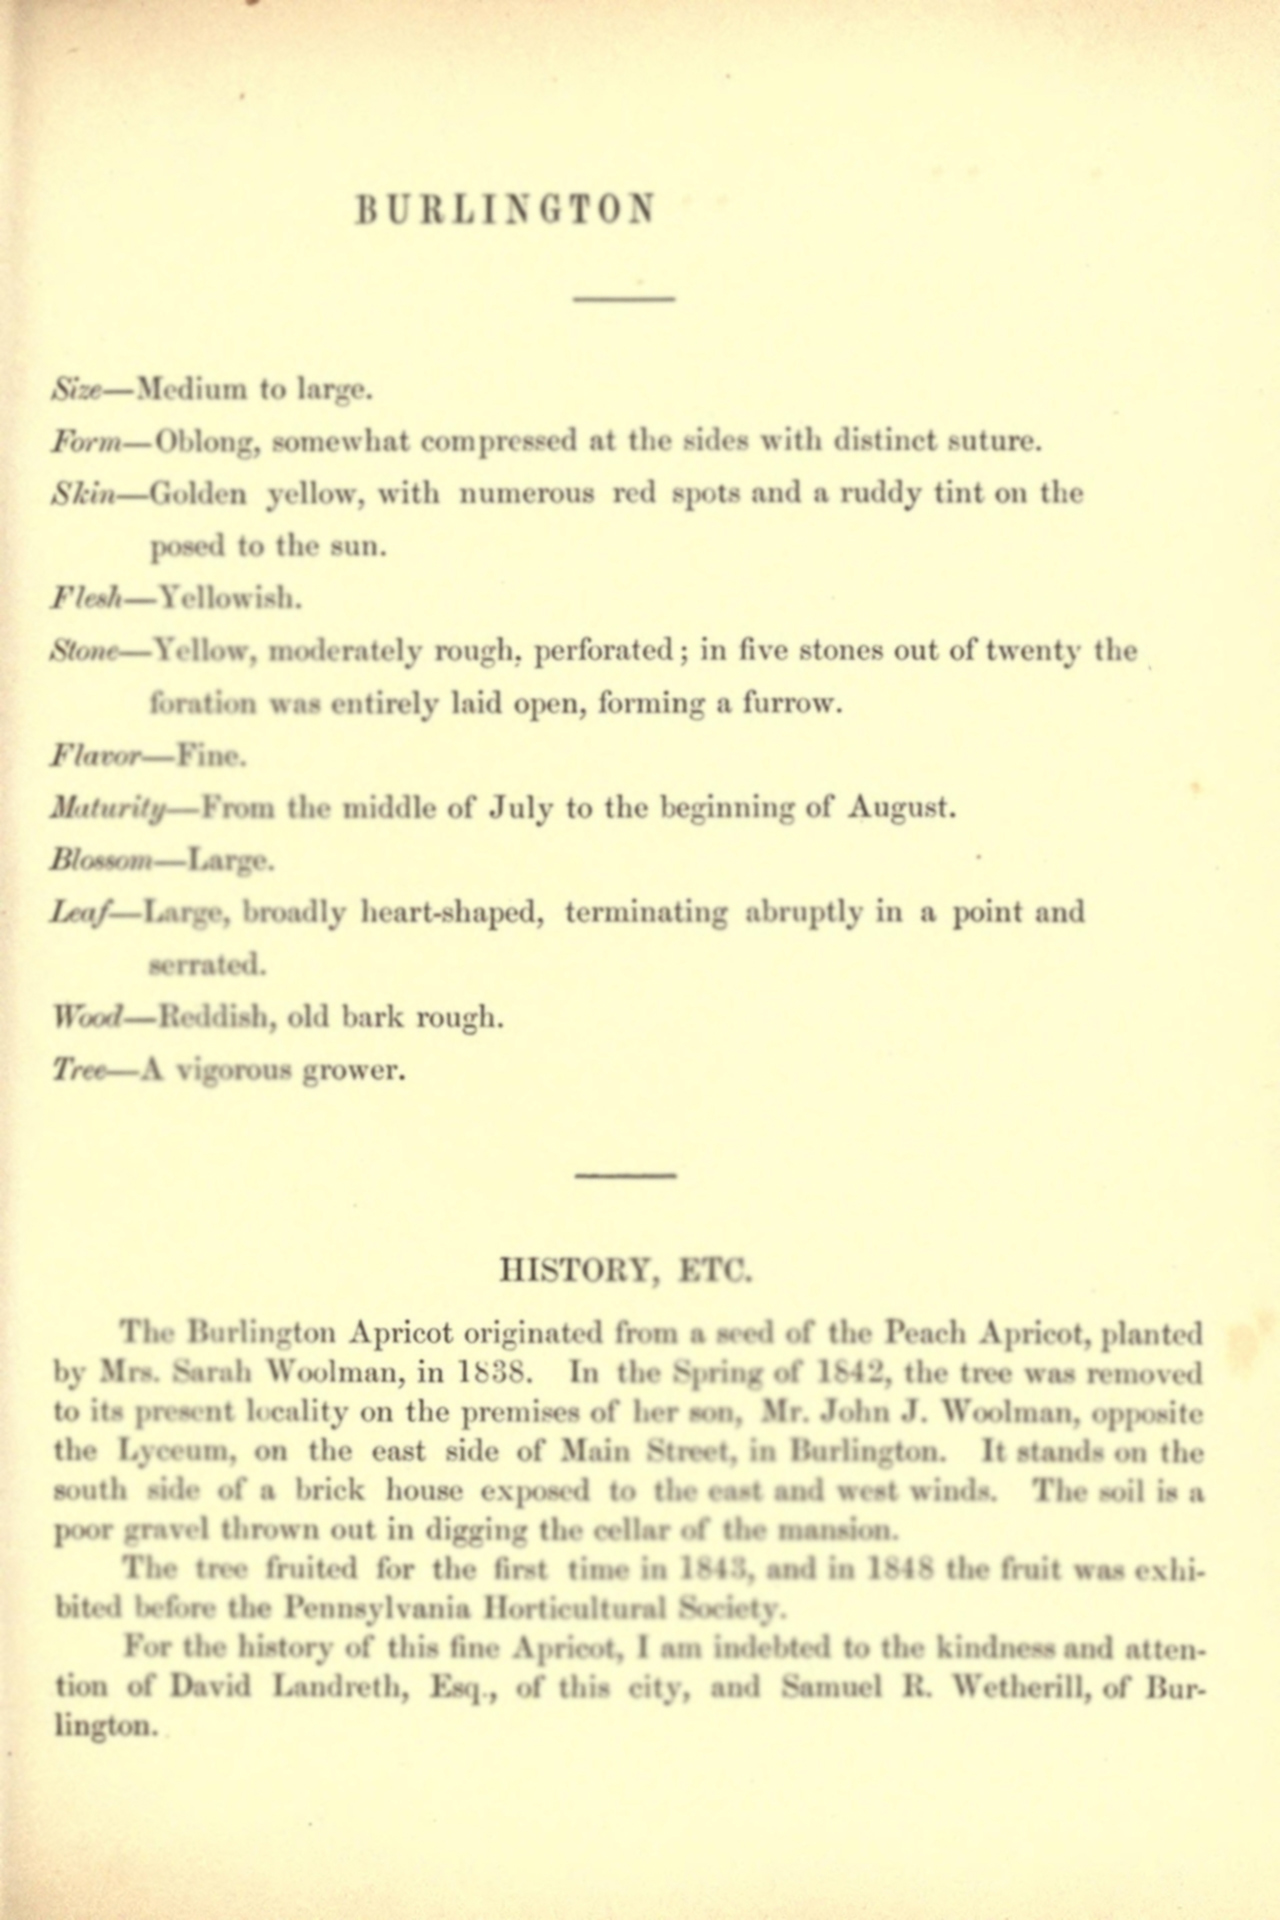 BURLINGTON
Size—Medium to large.
Form—Oblong, somewhat compressed at the sides with distinct suture.
Skin—Golden yellow, with numerous red spots and a ruddy tint on the
posed to the sun.
Flesh—Yellowish.
Stone—Yellow, moderately rough, perforated; in five stones out of twenty the
foration was entirely laid open, forming a furrow.
Flavor—Fine.
Maturity—From the middle of July to the beginning of August.
Blossom—Large.
Leaf—Large, broadly heart-shaped, terminating abruptly in a point and
serrated.
Wood—Reddish, old bark rough.
Tree—A vigorous grower.
HISTORY, ETC.
The Burlington Apricot originated from a seed of the Peach Apricot, planted
by Mrs. Sarah Woolman, in 1838. In the Spring of 1842, the tree was removed
to its present locality on the premises of her son, Mr. John J. Woolman, opposite
the Lyceum, on the east side of Main Street, in Burlington. It stands on the
south side of a brick house exposed to the east and west winds. The soil is a
poor gravel thrown out in digging the cellar of the mansion.
The tree fruited for the first time in 1843, and in 1848 the fruit was exhi-
bited before the Pennsylvania Horticultural Society.
For the history of this fine Apricot, I am indebted to the kindness and atten-
tion of David Landreth, Esq., of this city, and Samuel R. Wetherill, of Bur-
lington.